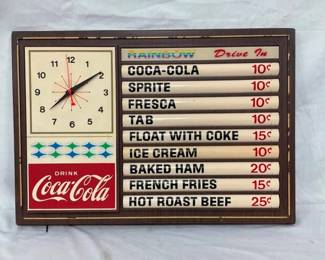 12
11 1
10 2
9 3
8 4
7 5
6
DRINK
Coca-Cola
RAINBOW Drive In
COCA-COLA 10¢
SPRITE 10¢
FRESCA 10¢
TAB 10¢
FLOAT WITH COKE 15¢
ICE CREAM 10¢
BAKED HAM 20¢
FRENCH FRIES 15¢
HOT ROAST BEEF 25¢